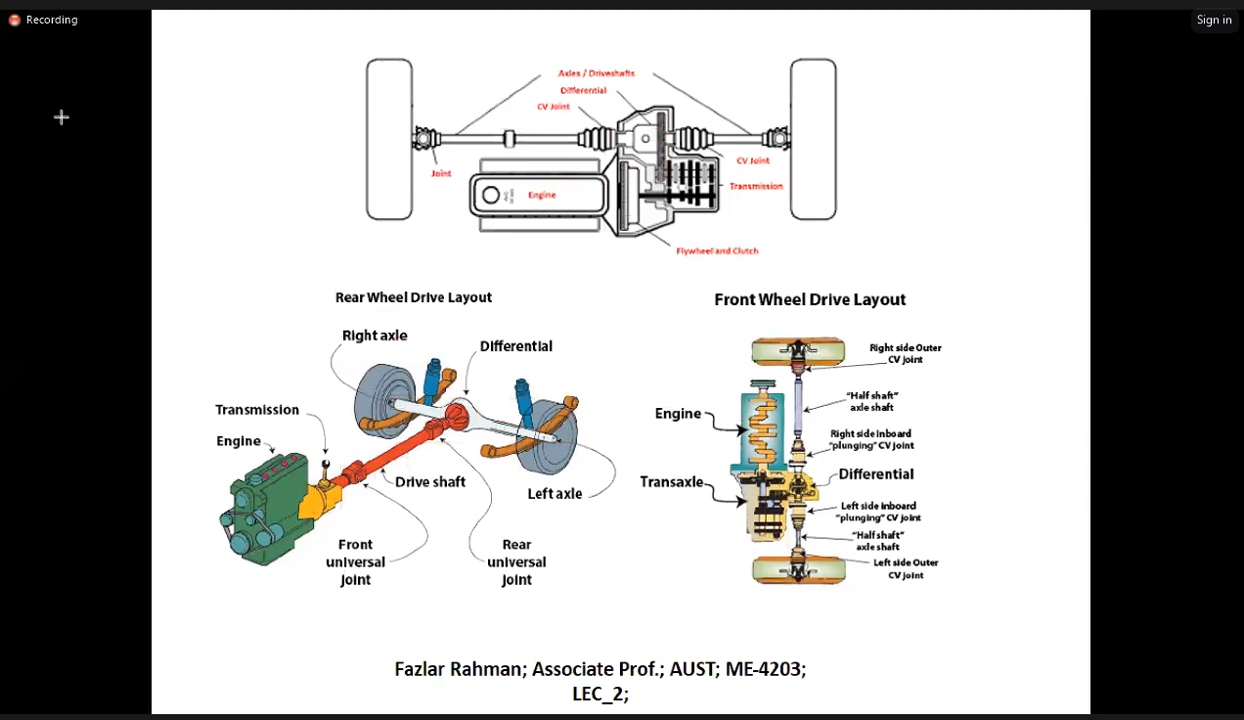 Recording
Sign in
Axles / Driveshafts
Differential
CV Joint
Joint
CV Joint
Engine
Transmission
Flywheel and Clutch
Rear Wheel Drive Layout
Right axle
Differential
Transmission
Engine
Drive shaft
Left axle
Front
universal
joint
Rear
universal
joint
Front Wheel Drive Layout
Right side Outer
CV joint
"Half shaft"
axle shaft
Engine
Right side inboard
"plunging" CV joint
Transaxle
Differential
Left side inboard
"plunging" CV joint
"Half shaft"
axle shaft
Left side Outer
CV joint
Fazlar Rahman; Associate Prof.; AUST; ME-4203;
LEC_2;